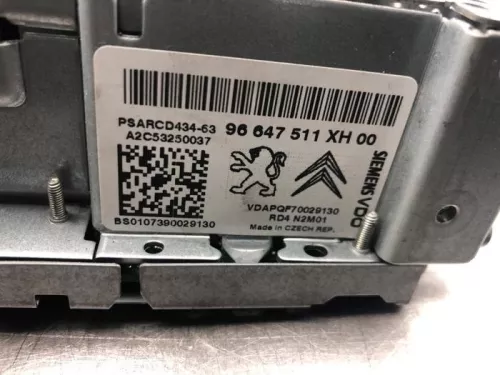 PSARCD434-63
96 647 511 XH 00
A2C53250037
SIEMENS VDO
VDAPQF70029130
RD4 N2M01
Made in CZECH REP.
BS0107390029130